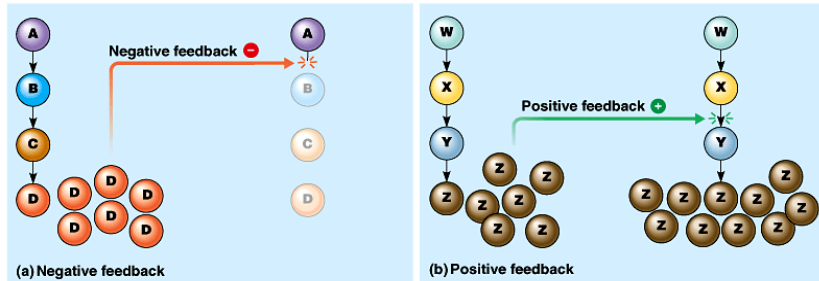 A
B
C
D
D
D
D
D
D
D
Negative feedback −
A
B
C
D
(a) Negative feedback
W
X
Y
Z
Z
Z
Z
Z
Z
Z
Positive feedback +
W
X
Y
Z
Z
Z
Z
Z
Z
Z
Z
Z
Z
(b) Positive feedback